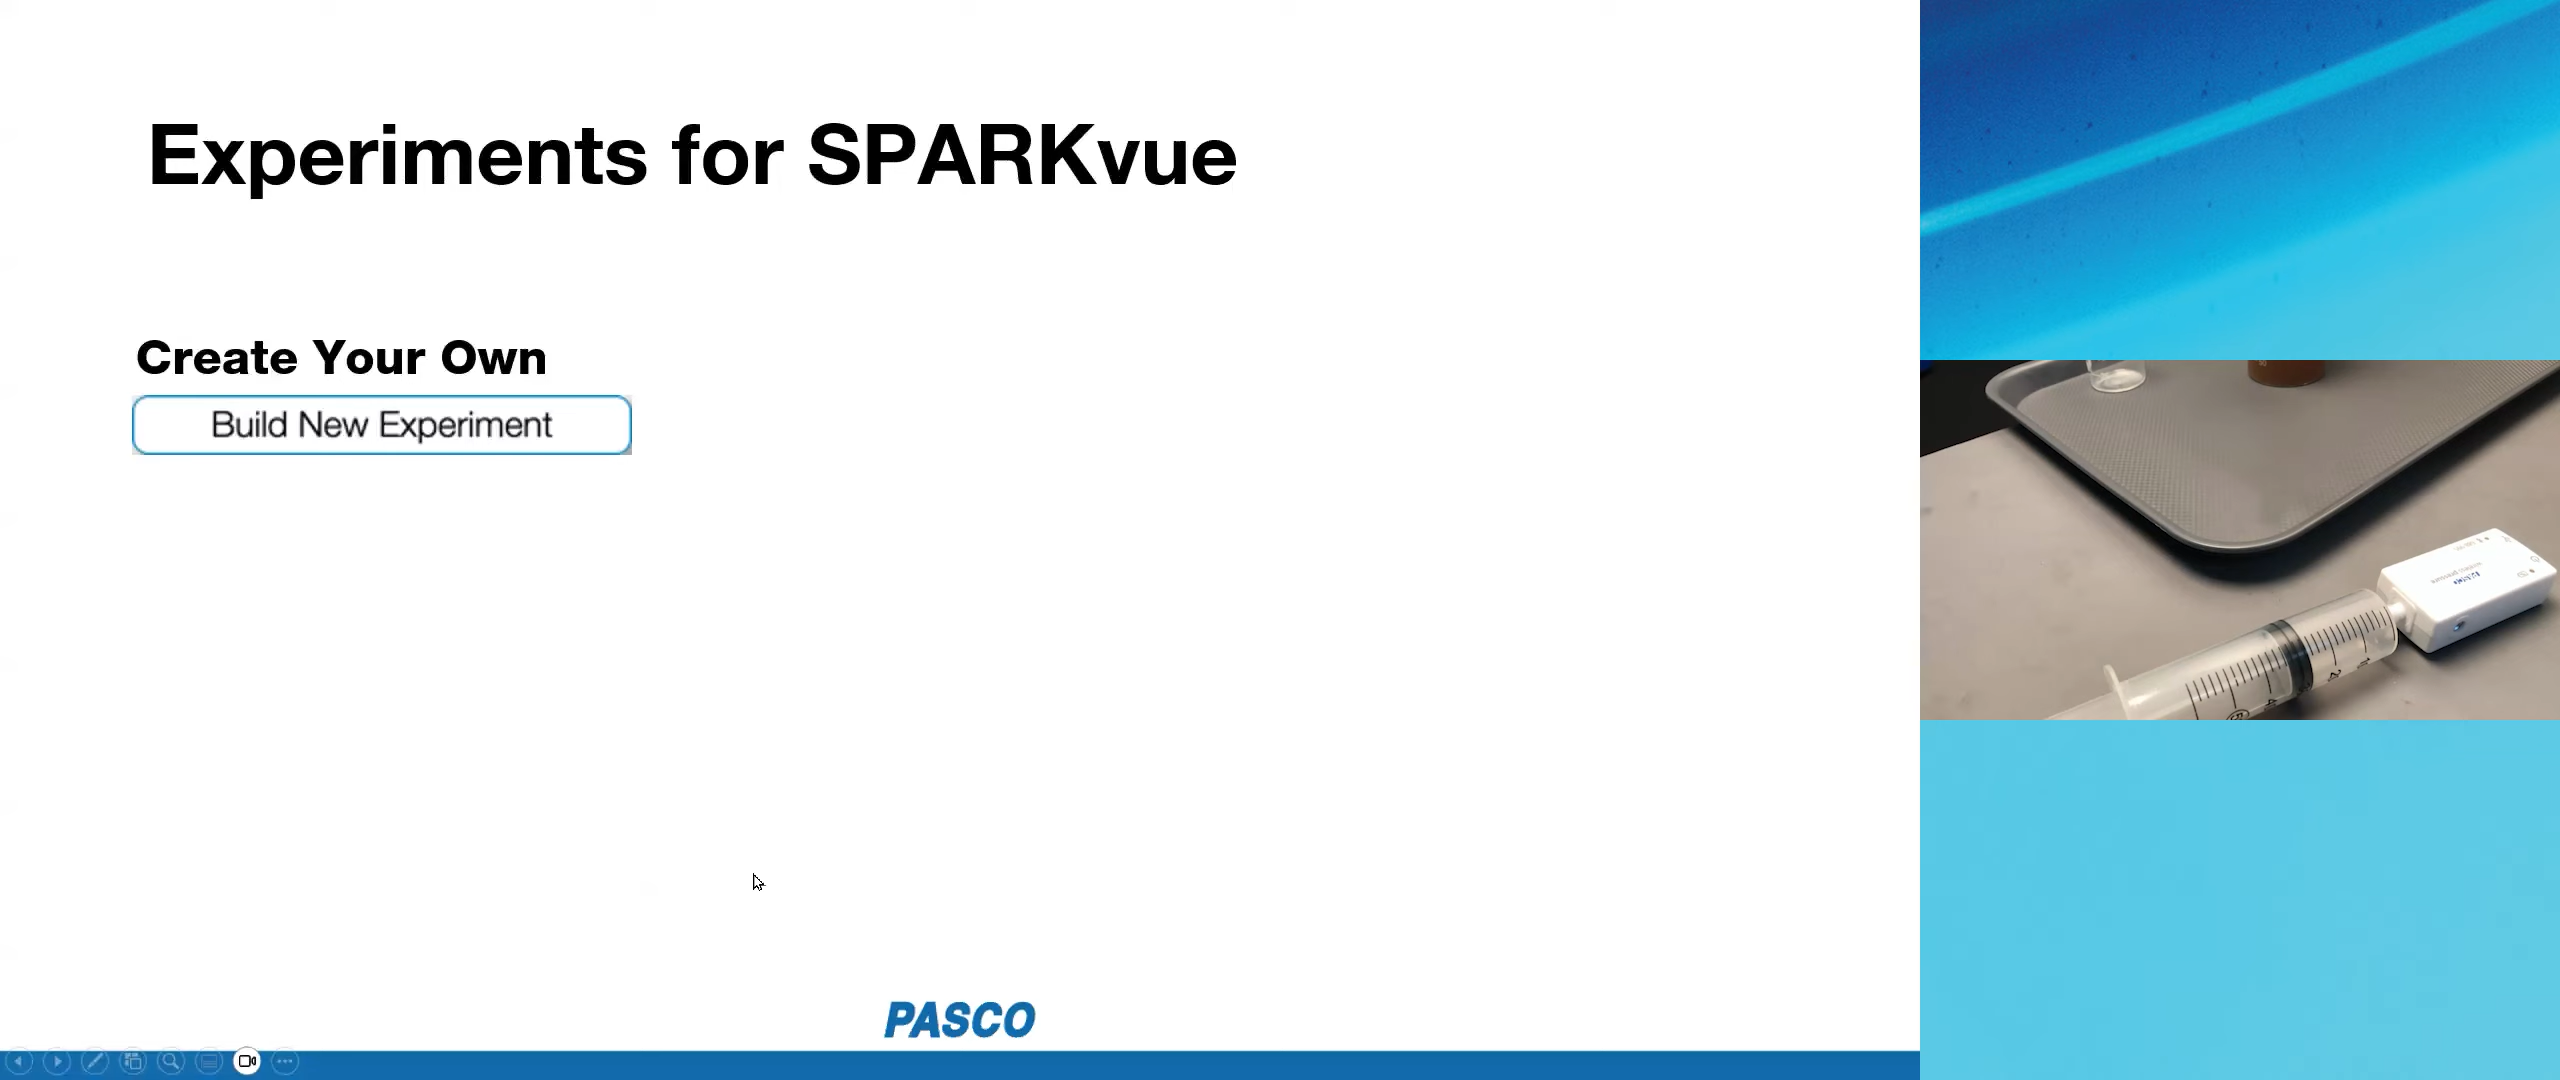 Experiments for SPARKvue
Create Your Own
Build New Experiment
PASCO